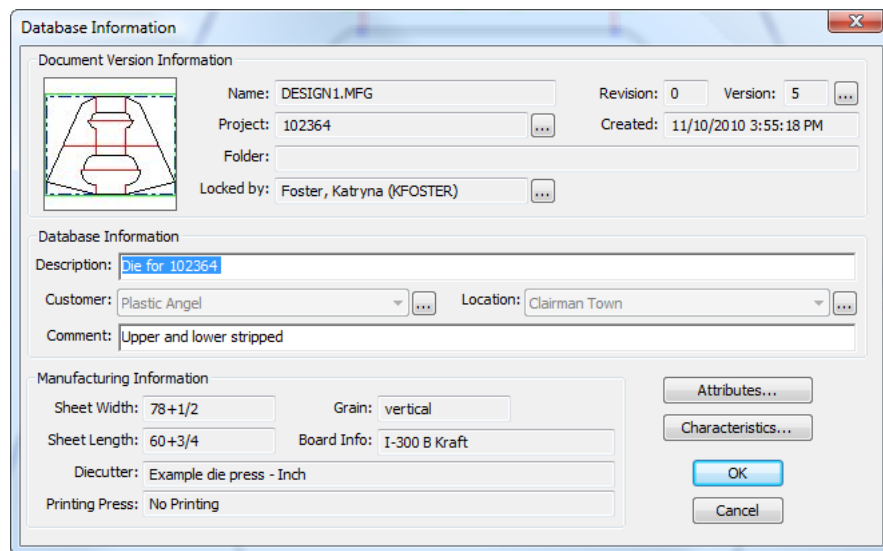 Database Information
Document Version Information
Name: DESIGN1.MFG Revision: 0 Version: 5 ...
Project: 102364 ... Created: 11/10/2010 3:55:18 PM
Folder:
Locked by: Foster, Katryna (KFOSTER) ...
Database Information
Description: Die for 102364
Customer: Plastic Angel ... Location: Clairman Town ...
Comment: Upper and lower stripped
Manufacturing Information
Sheet Width: 78+1/2 Grain: vertical
Sheet Length: 60+3/4 Board Info: I-300 B Kraft
Diecutter: Example die press - Inch
Printing Press: No Printing
Attributes...
Characteristics...
OK
Cancel